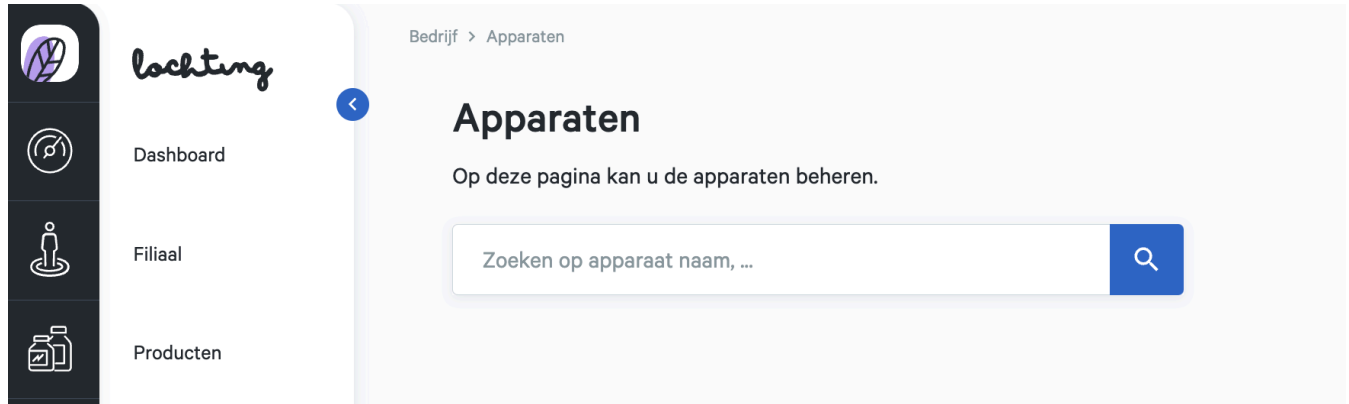 lochting
Bedrijf > Apparaten
Apparaten
Dashboard
Op deze pagina kan u de apparaten beheren.
Filiaal
Zoeken op apparaat naam, ...
Producten